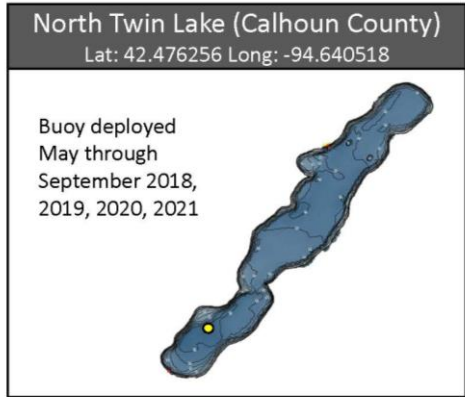 North Twin Lake (Calhoun County)
Lat: 42.476256 Long: -94.640518
Buoy deployed
May through
September 2018,
2019, 2020, 2021